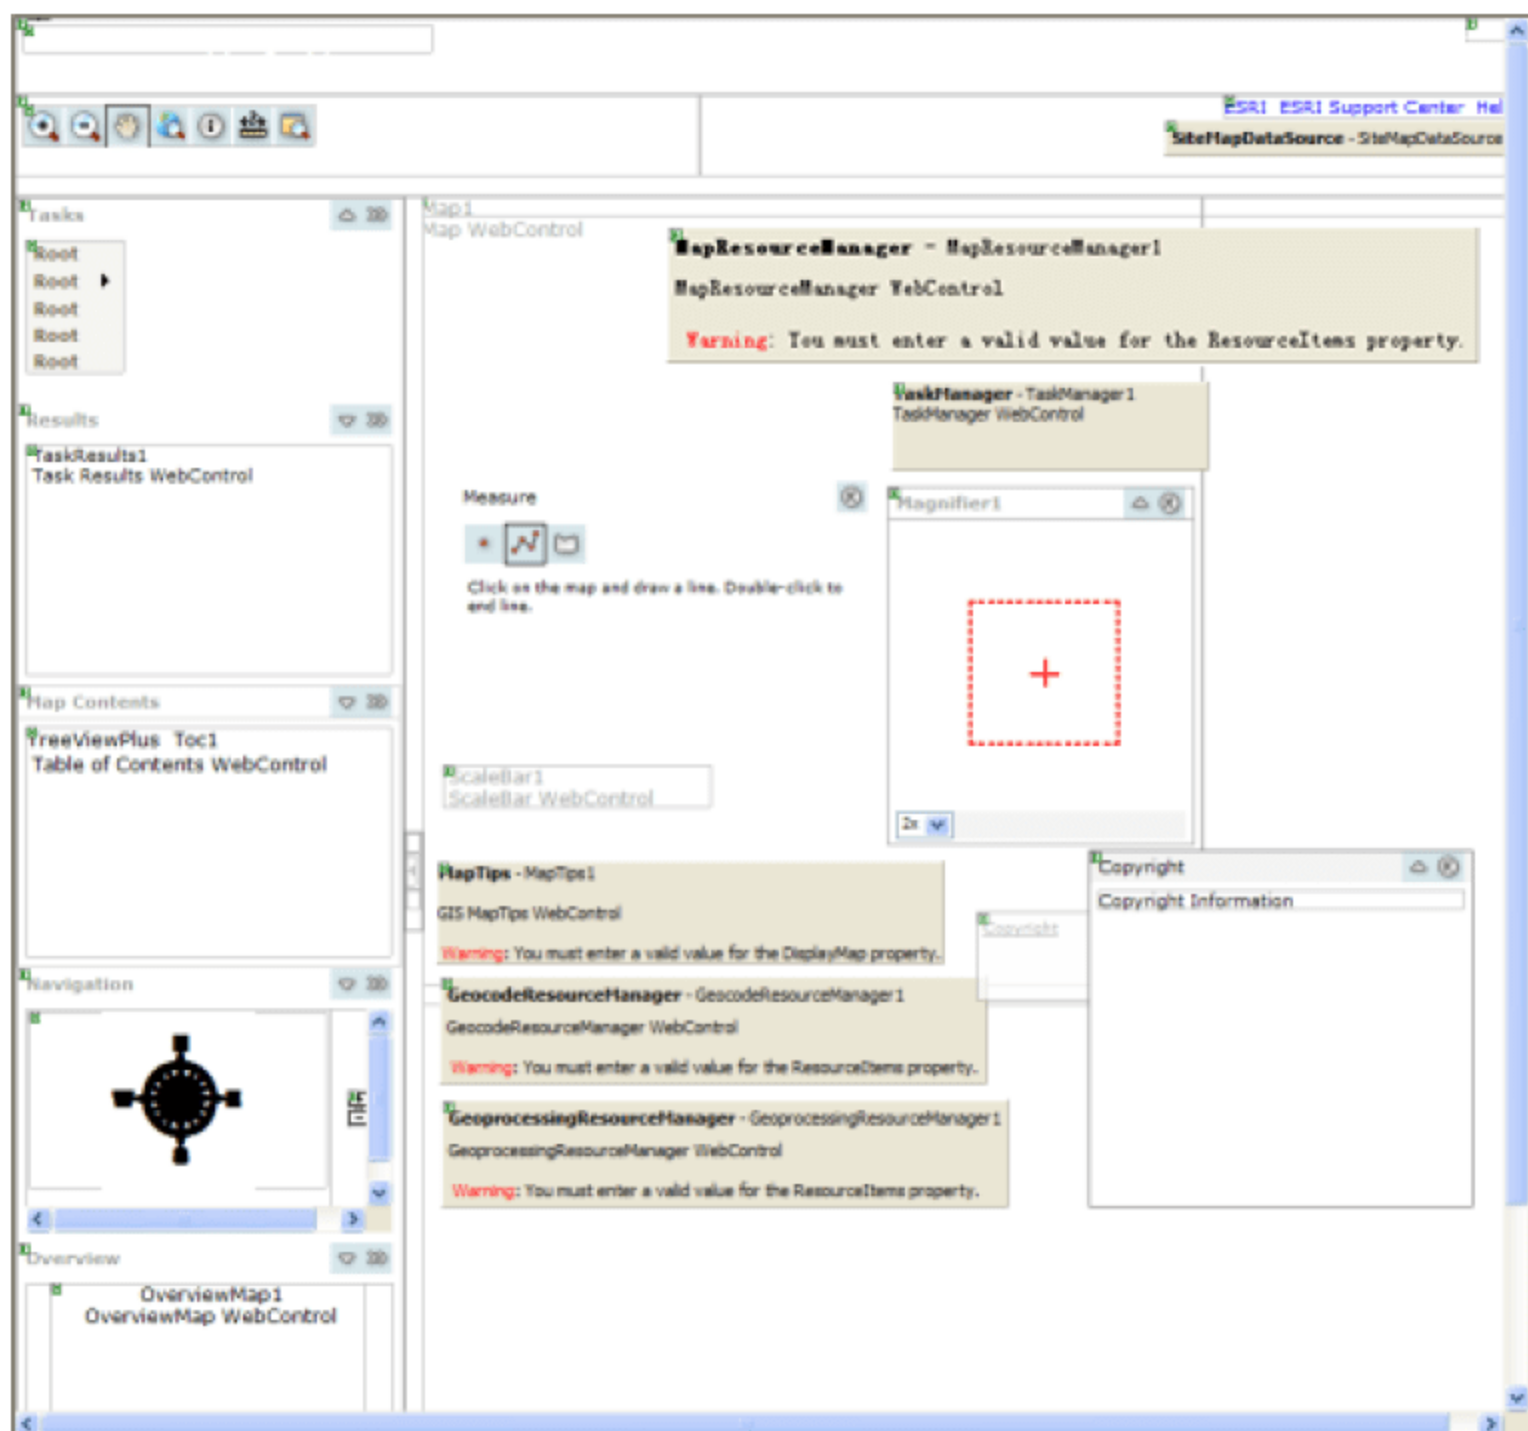 ESRI ESRI Support Center Hel
SiteMapDataSource - SiteMapDataSource
Tasks
Root
Root
Root
Root
Root
Results
TaskResults1
Task Results WebControl
Map Contents
TreeViewPlus Toc1
Table of Contents WebControl
Navigation
Overview
OverviewMap1
OverviewMap WebControl
Map1
Map WebControl
MapResourceManager - MapResourceManager1
MapResourceManager WebControl
Warning: You must enter a valid value for the ResourceItems property.
TaskManager - TaskManager1
TaskManager WebControl
Measure
Click on the map and draw a line. Double-click to
end line.
Magnifier1
2x
ScaleBar1
ScaleBar WebControl
MapTips - MapTips1
GIS MapTips WebControl
Warning: You must enter a valid value for the DisplayMap property.
Copyright
Copyright
Copyright Information
GeocodeResourceManager - GeocodeResourceManager1
GeocodeResourceManager WebControl
Warning: You must enter a valid value for the ResourceItems property.
GeoprocessingResourceManager - GeoprocessingResourceManager1
GeoprocessingResourceManager WebControl
Warning: You must enter a valid value for the ResourceItems property.